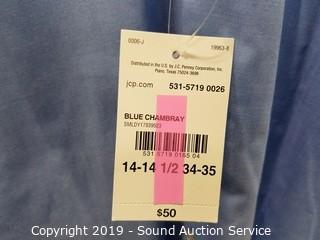 0006-J 19963-8
Distributed in the U.S. by J.C. Penney Corporation, Inc.
Plano, Texas 75024-3698
jcp.com 531-5719 0026
BLUE CHAMBRAY
SMLDY17939523
531 5719 0165 04
14-14 1/2 34-35
$50
Copyright 2019 - Sound Auction Service